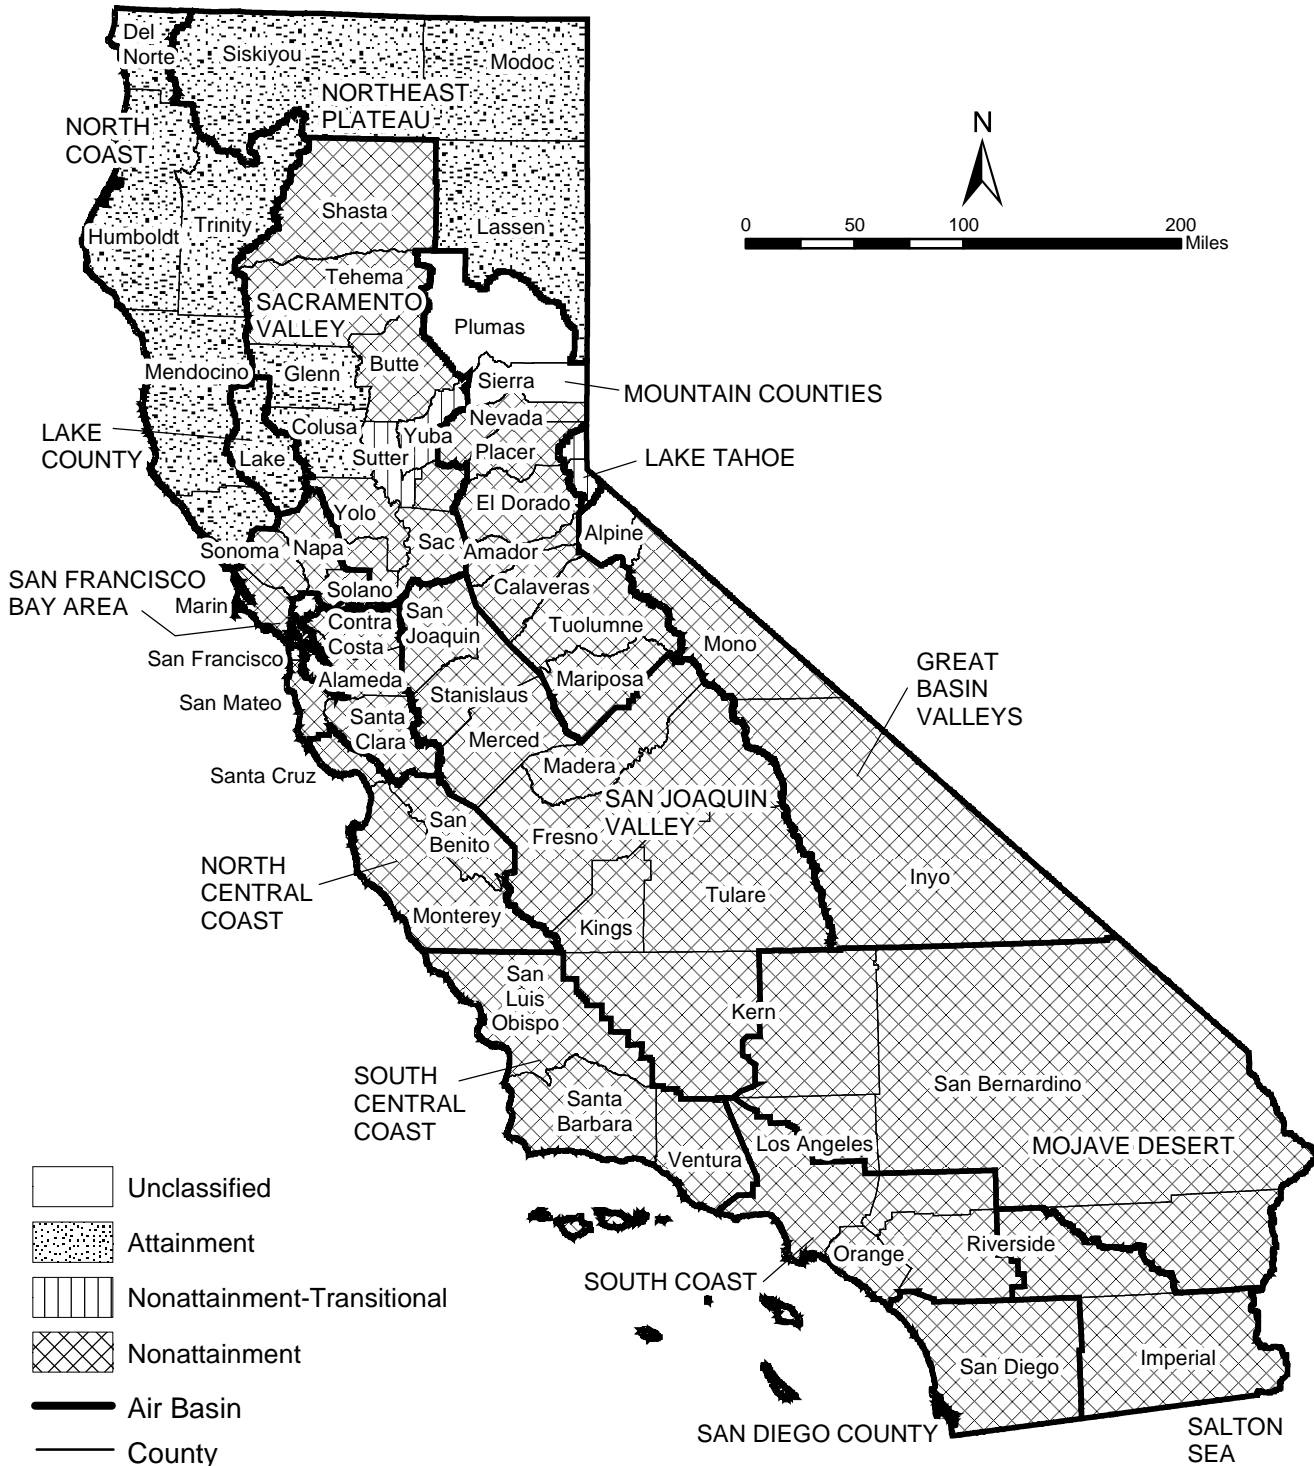 Del
Norte
Siskiyou
Modoc
NORTHEAST
PLATEAU
NORTH
COAST
N
Shasta
Trinity
Humboldt
Lassen
0
50
100
200
Miles
Tehema
SACRAMENTO
VALLEY
Plumas
Butte
Mendocino
Glenn
Sierra
MOUNTAIN COUNTIES
Nevada
Colusa
Yuba
LAKE
COUNTY
Lake
Sutter
Placer
LAKE TAHOE
El Dorado
Yolo
Alpine
Sonoma
Napa
Sac
Amador
SAN FRANCISCO
BAY AREA
Solano
Calaveras
Marin
Contra
Costa
San
Joaquin
Tuolumne
Mono
San Francisco
Alameda
Mariposa
GREAT
BASIN
VALLEYS
San Mateo
Stanislaus
Santa
Clara
Merced
Santa Cruz
Madera
SAN JOAQUIN
VALLEY
San
Benito
Fresno
NORTH
CENTRAL
COAST
Inyo
Tulare
Monterey
Kings
San
Luis
Obispo
Kern
SOUTH
CENTRAL
COAST
San Bernardino
Santa
Barbara
Los Angeles
MOJAVE DESERT
Ventura
Unclassified
Attainment
Nonattainment-Transitional
Nonattainment
Air Basin
County
Orange
Riverside
SOUTH COAST
San Diego
Imperial
SAN DIEGO COUNTY
SALTON
SEA